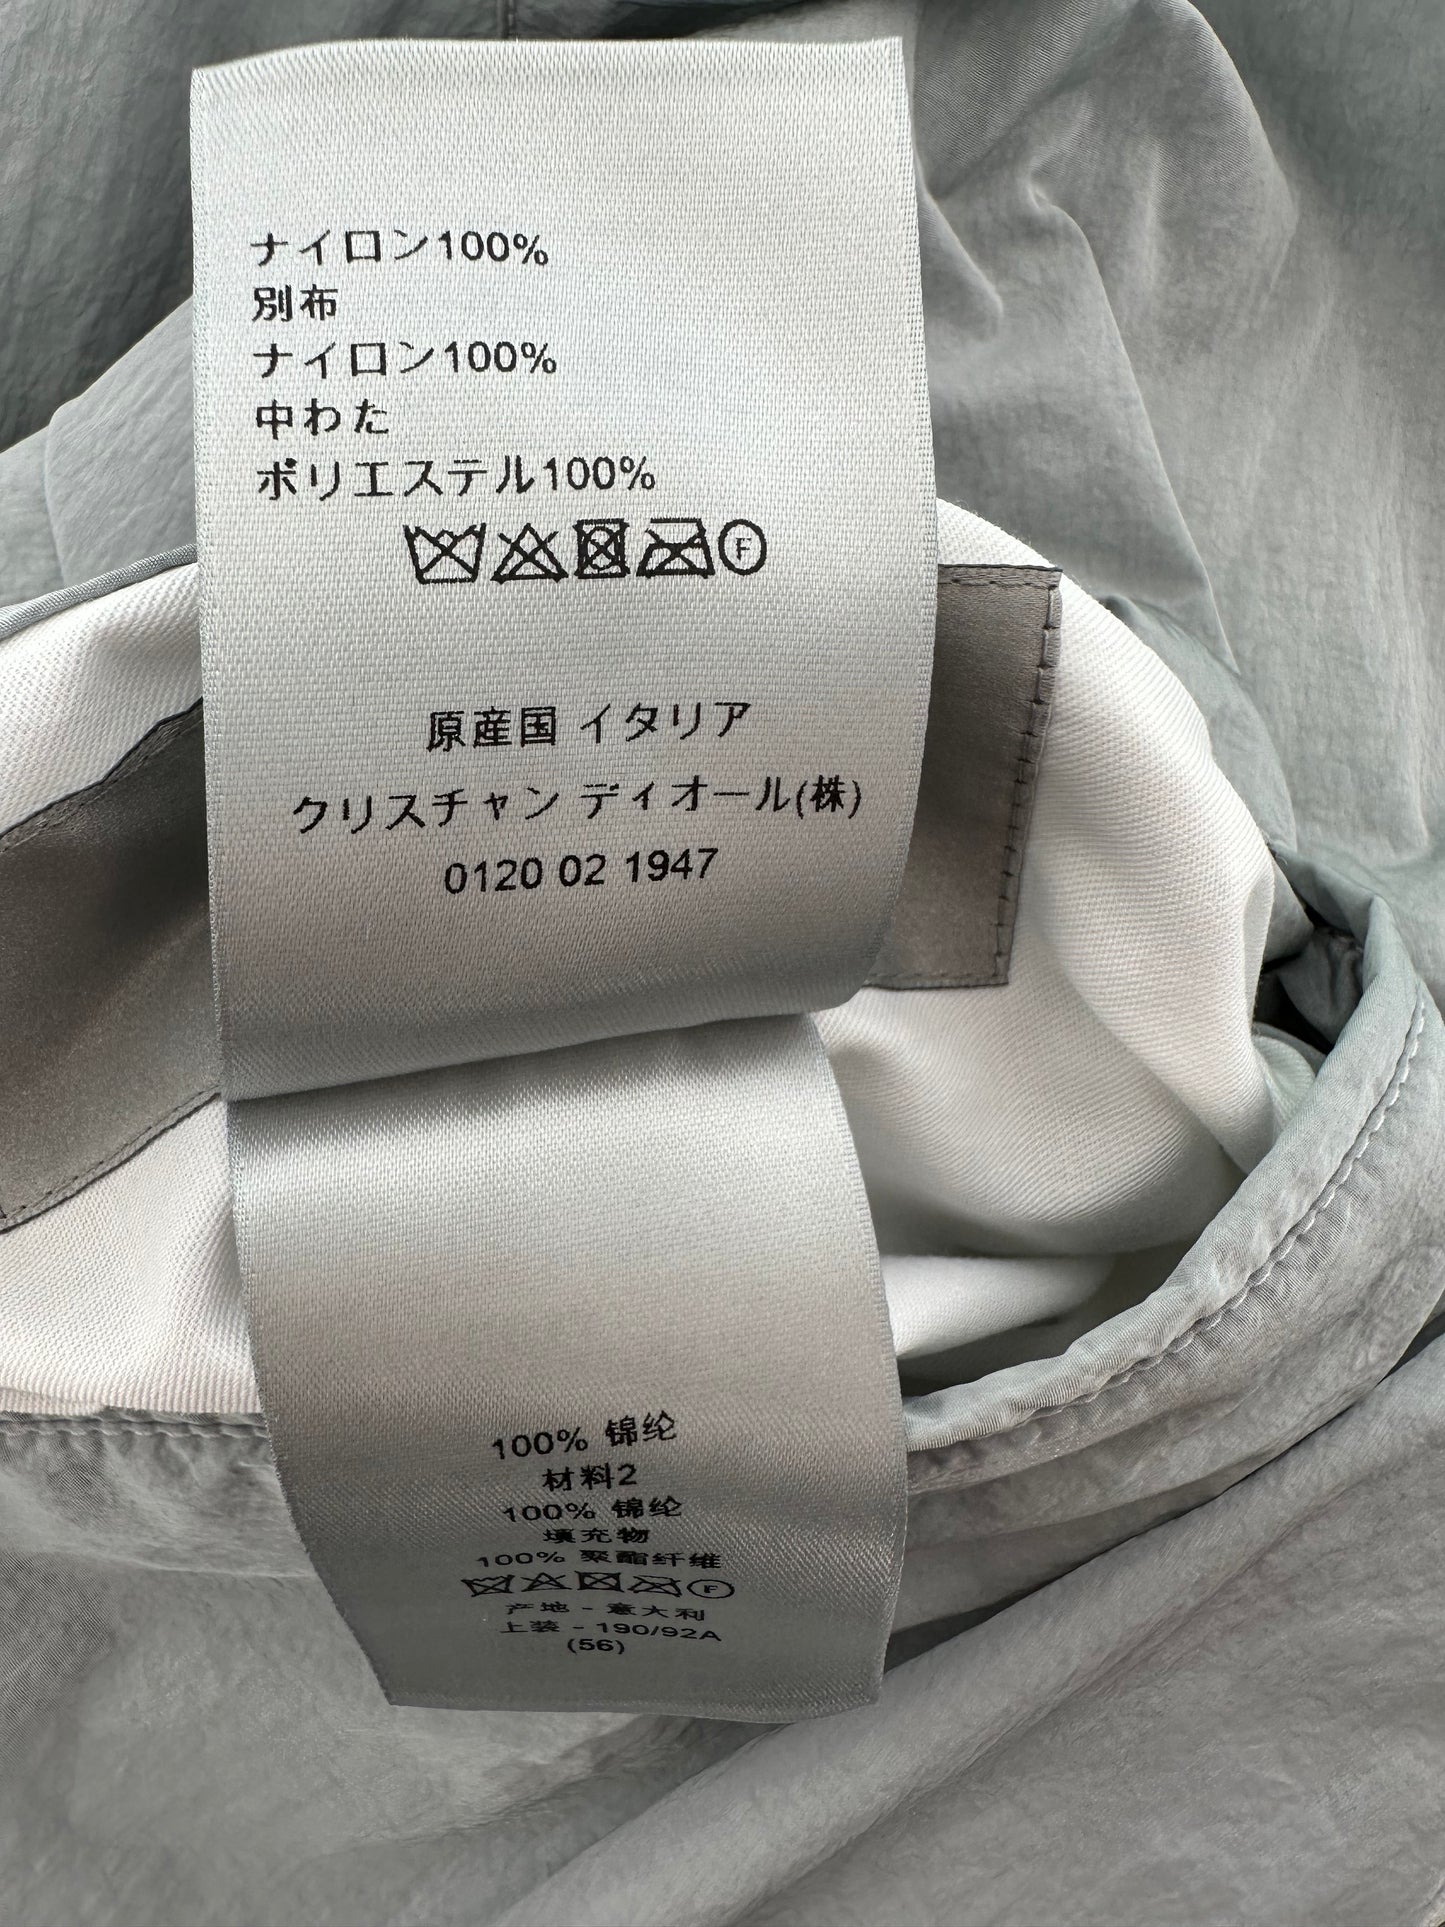 ナイロン100%
別布
ナイロン100%
中わた
ポリエステル100%
F
原産国 イタリア
クリスチャン ディオール(株)
0120 02 1947
100% 锦纶
材料2
100% 锦纶
填充物
100% 聚酯纤维
F
产地 - 意大利
上装 - 190/92A
(56)